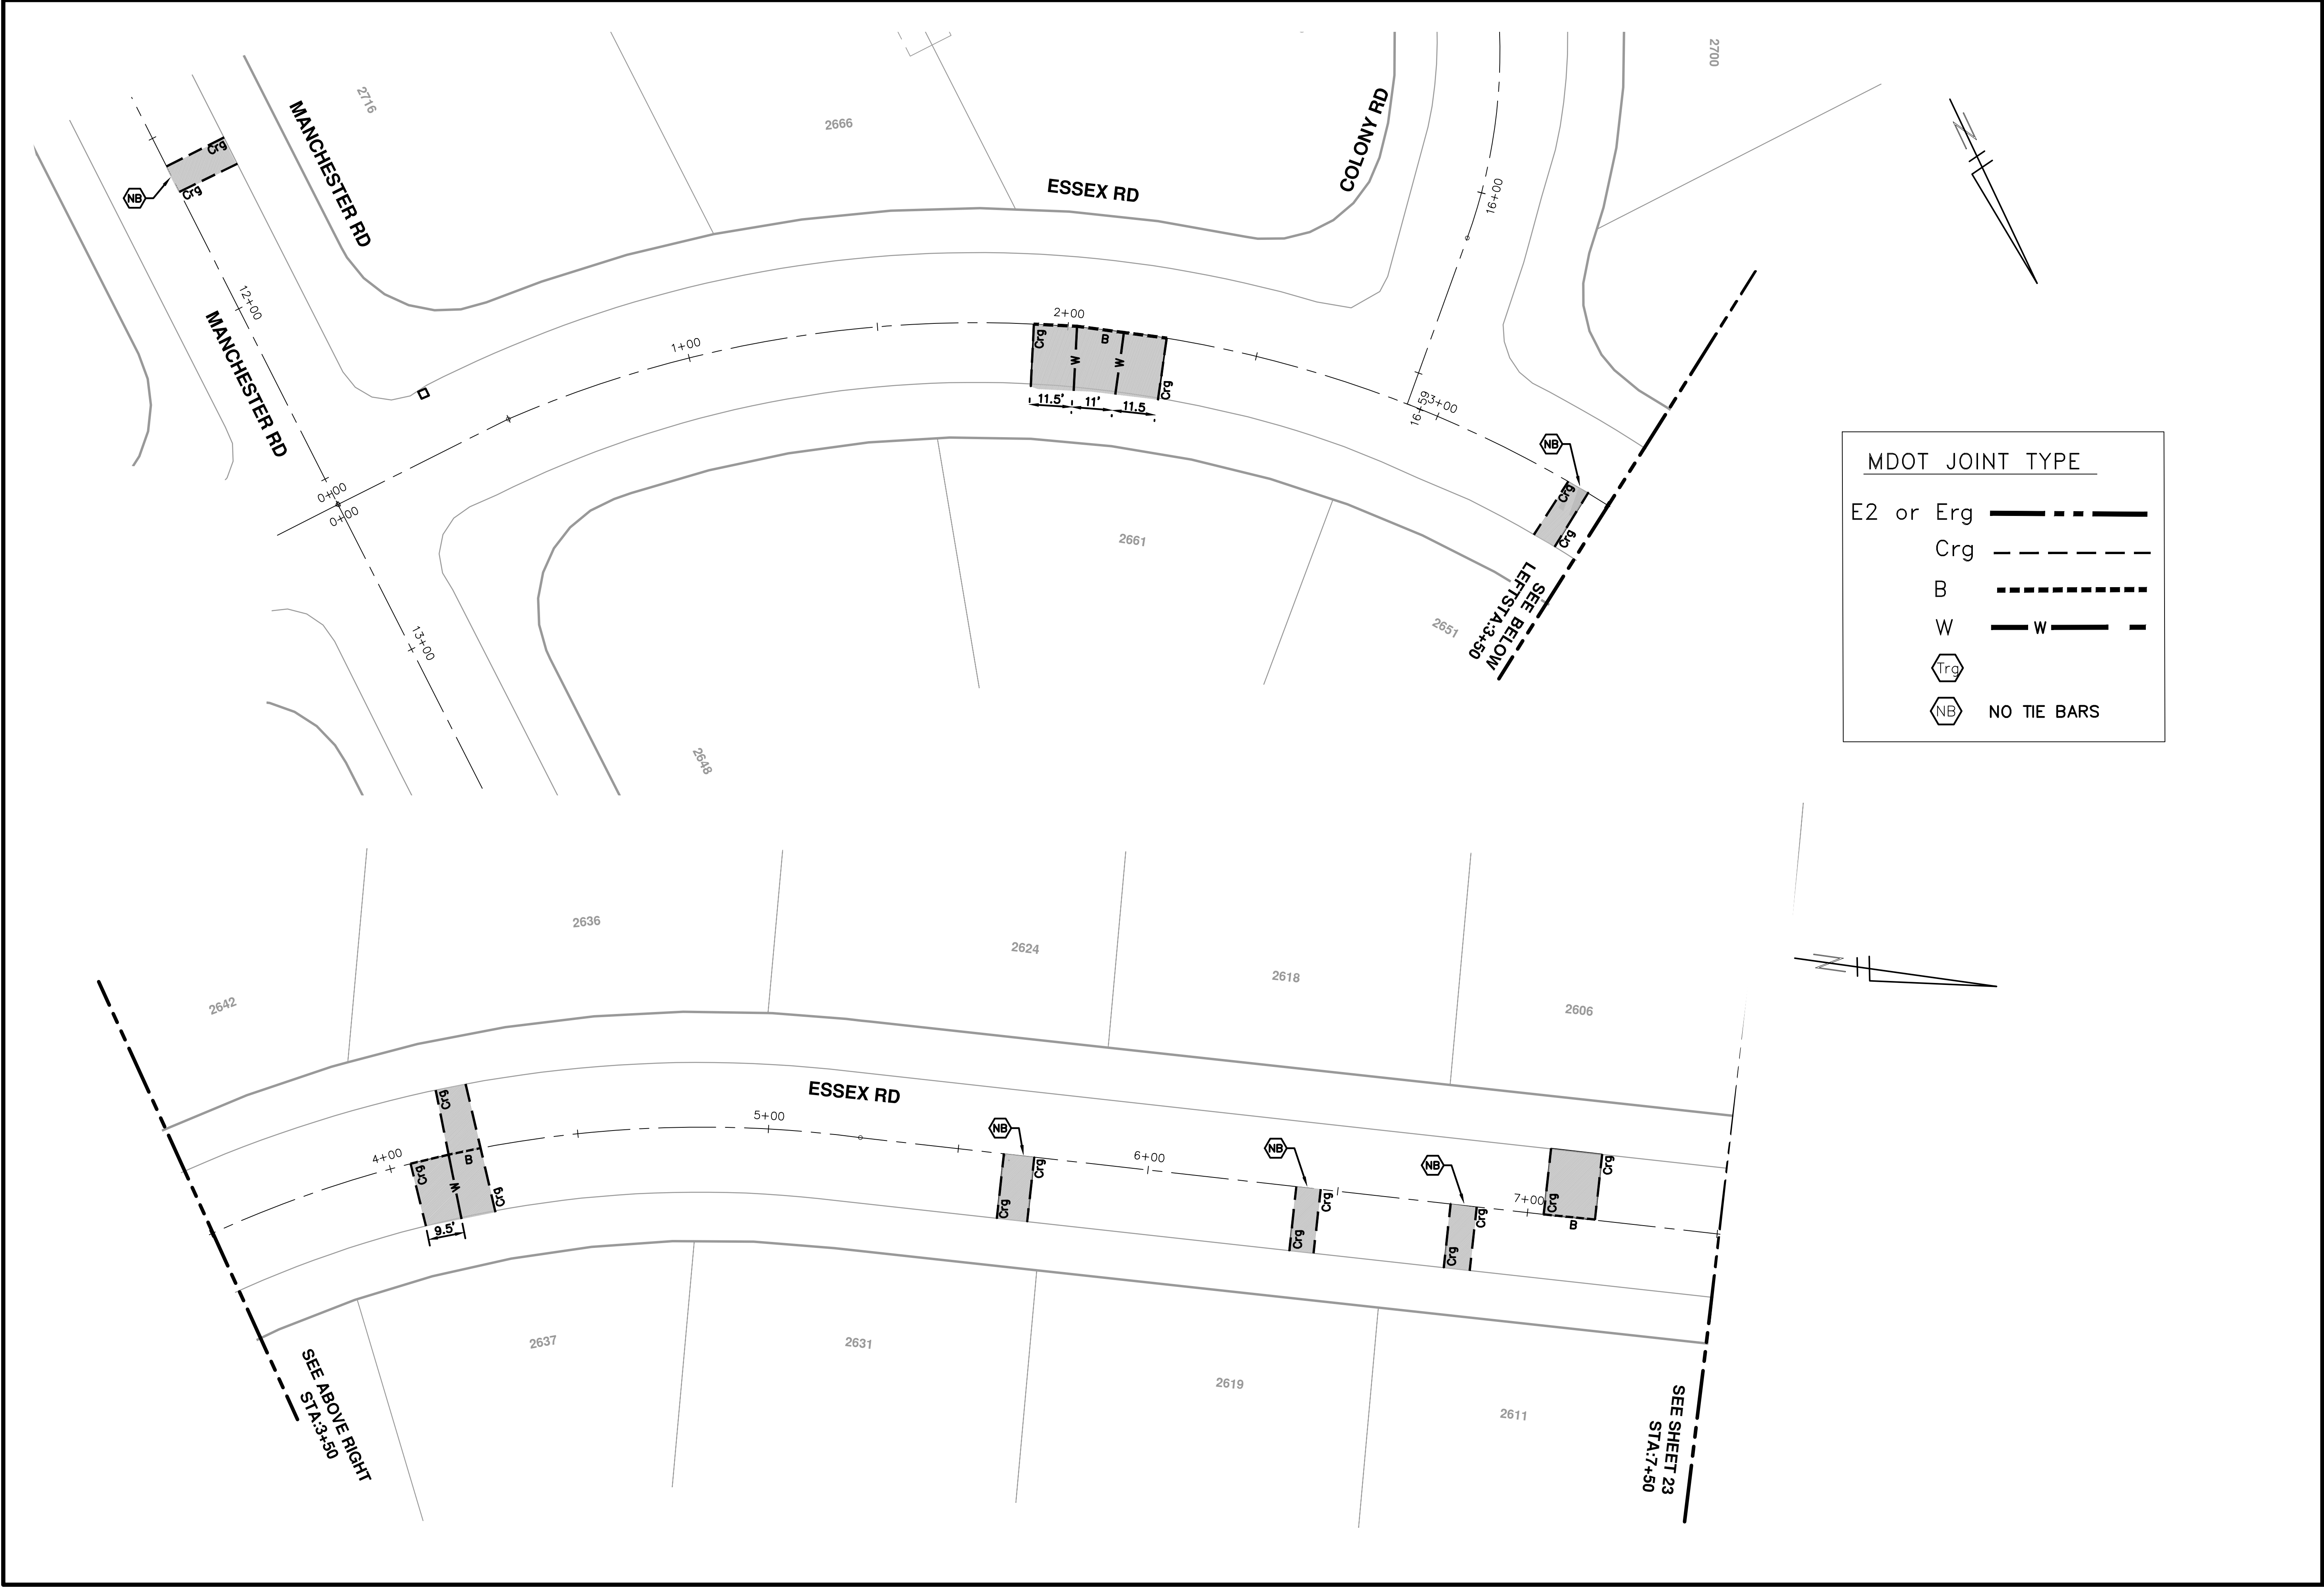 2716
2666
2700
MANCHESTER RD
COLONY RD
ESSEX RD
N
Crg
Crg
NB
16+00
12+00
MANCHESTER RD
2+00
1+00
Crg
W
B
W
Crg
11.5'
11'
11.5
16+59
3+00
NB
Crg
Crg
0+00
0+00
13+00
2661
2651
2648
SEE BELOW
LEFTSTA:3+50
MDOT JOINT TYPE
E2 or Erg
Crg
B
W
W
Trg
NB NO TIE BARS
2642
2636
2624
2618
2606
N
ESSEX RD
4+00
5+00
6+00
7+00
Crg
Crg
B
W
Crg
9.5'
NB
Crg
Crg
NB
Crg
Crg
NB
Crg
Crg
Crg
Crg
B
2637
2631
2619
2611
SEE ABOVE RIGHT
STA:3+50
SEE SHEET 23
STA:7+50